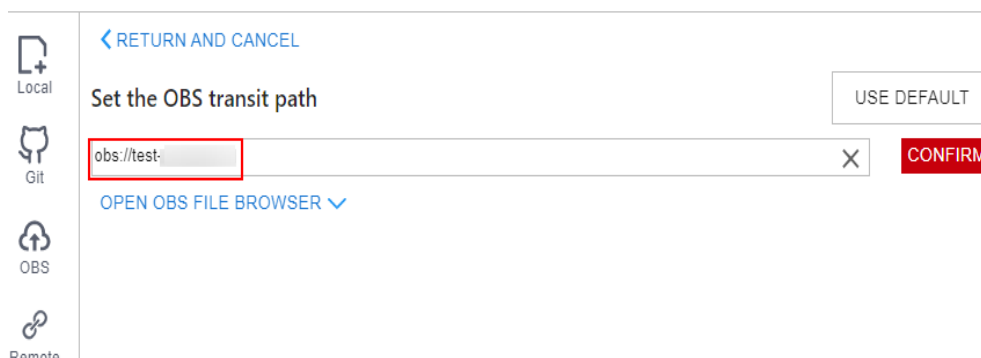 RETURN AND CANCEL
Local
Set the OBS transit path
USE DEFAULT
obs://test-
CONFIRM
Git
OPEN OBS FILE BROWSER
OBS
Remote